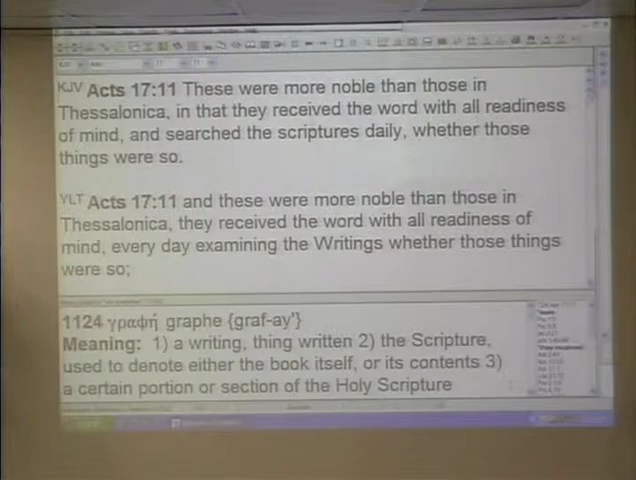 KJV Acts 17:11 These were more noble than those in
Thessalonica, in that they received the word with all readiness
of mind, and searched the scriptures daily, whether those
things were so.
YLT Acts 17:11 and these were more noble than those in
Thessalonica, they received the word with all readiness of
mind, every day examining the Writings whether those things
were so;
1124 γραφή graphe {graf-ay'}
Meaning: 1) a writing, thing written 2) the Scripture,
used to denote either the book itself, or its contents 3)
a certain portion or section of the Holy Scripture